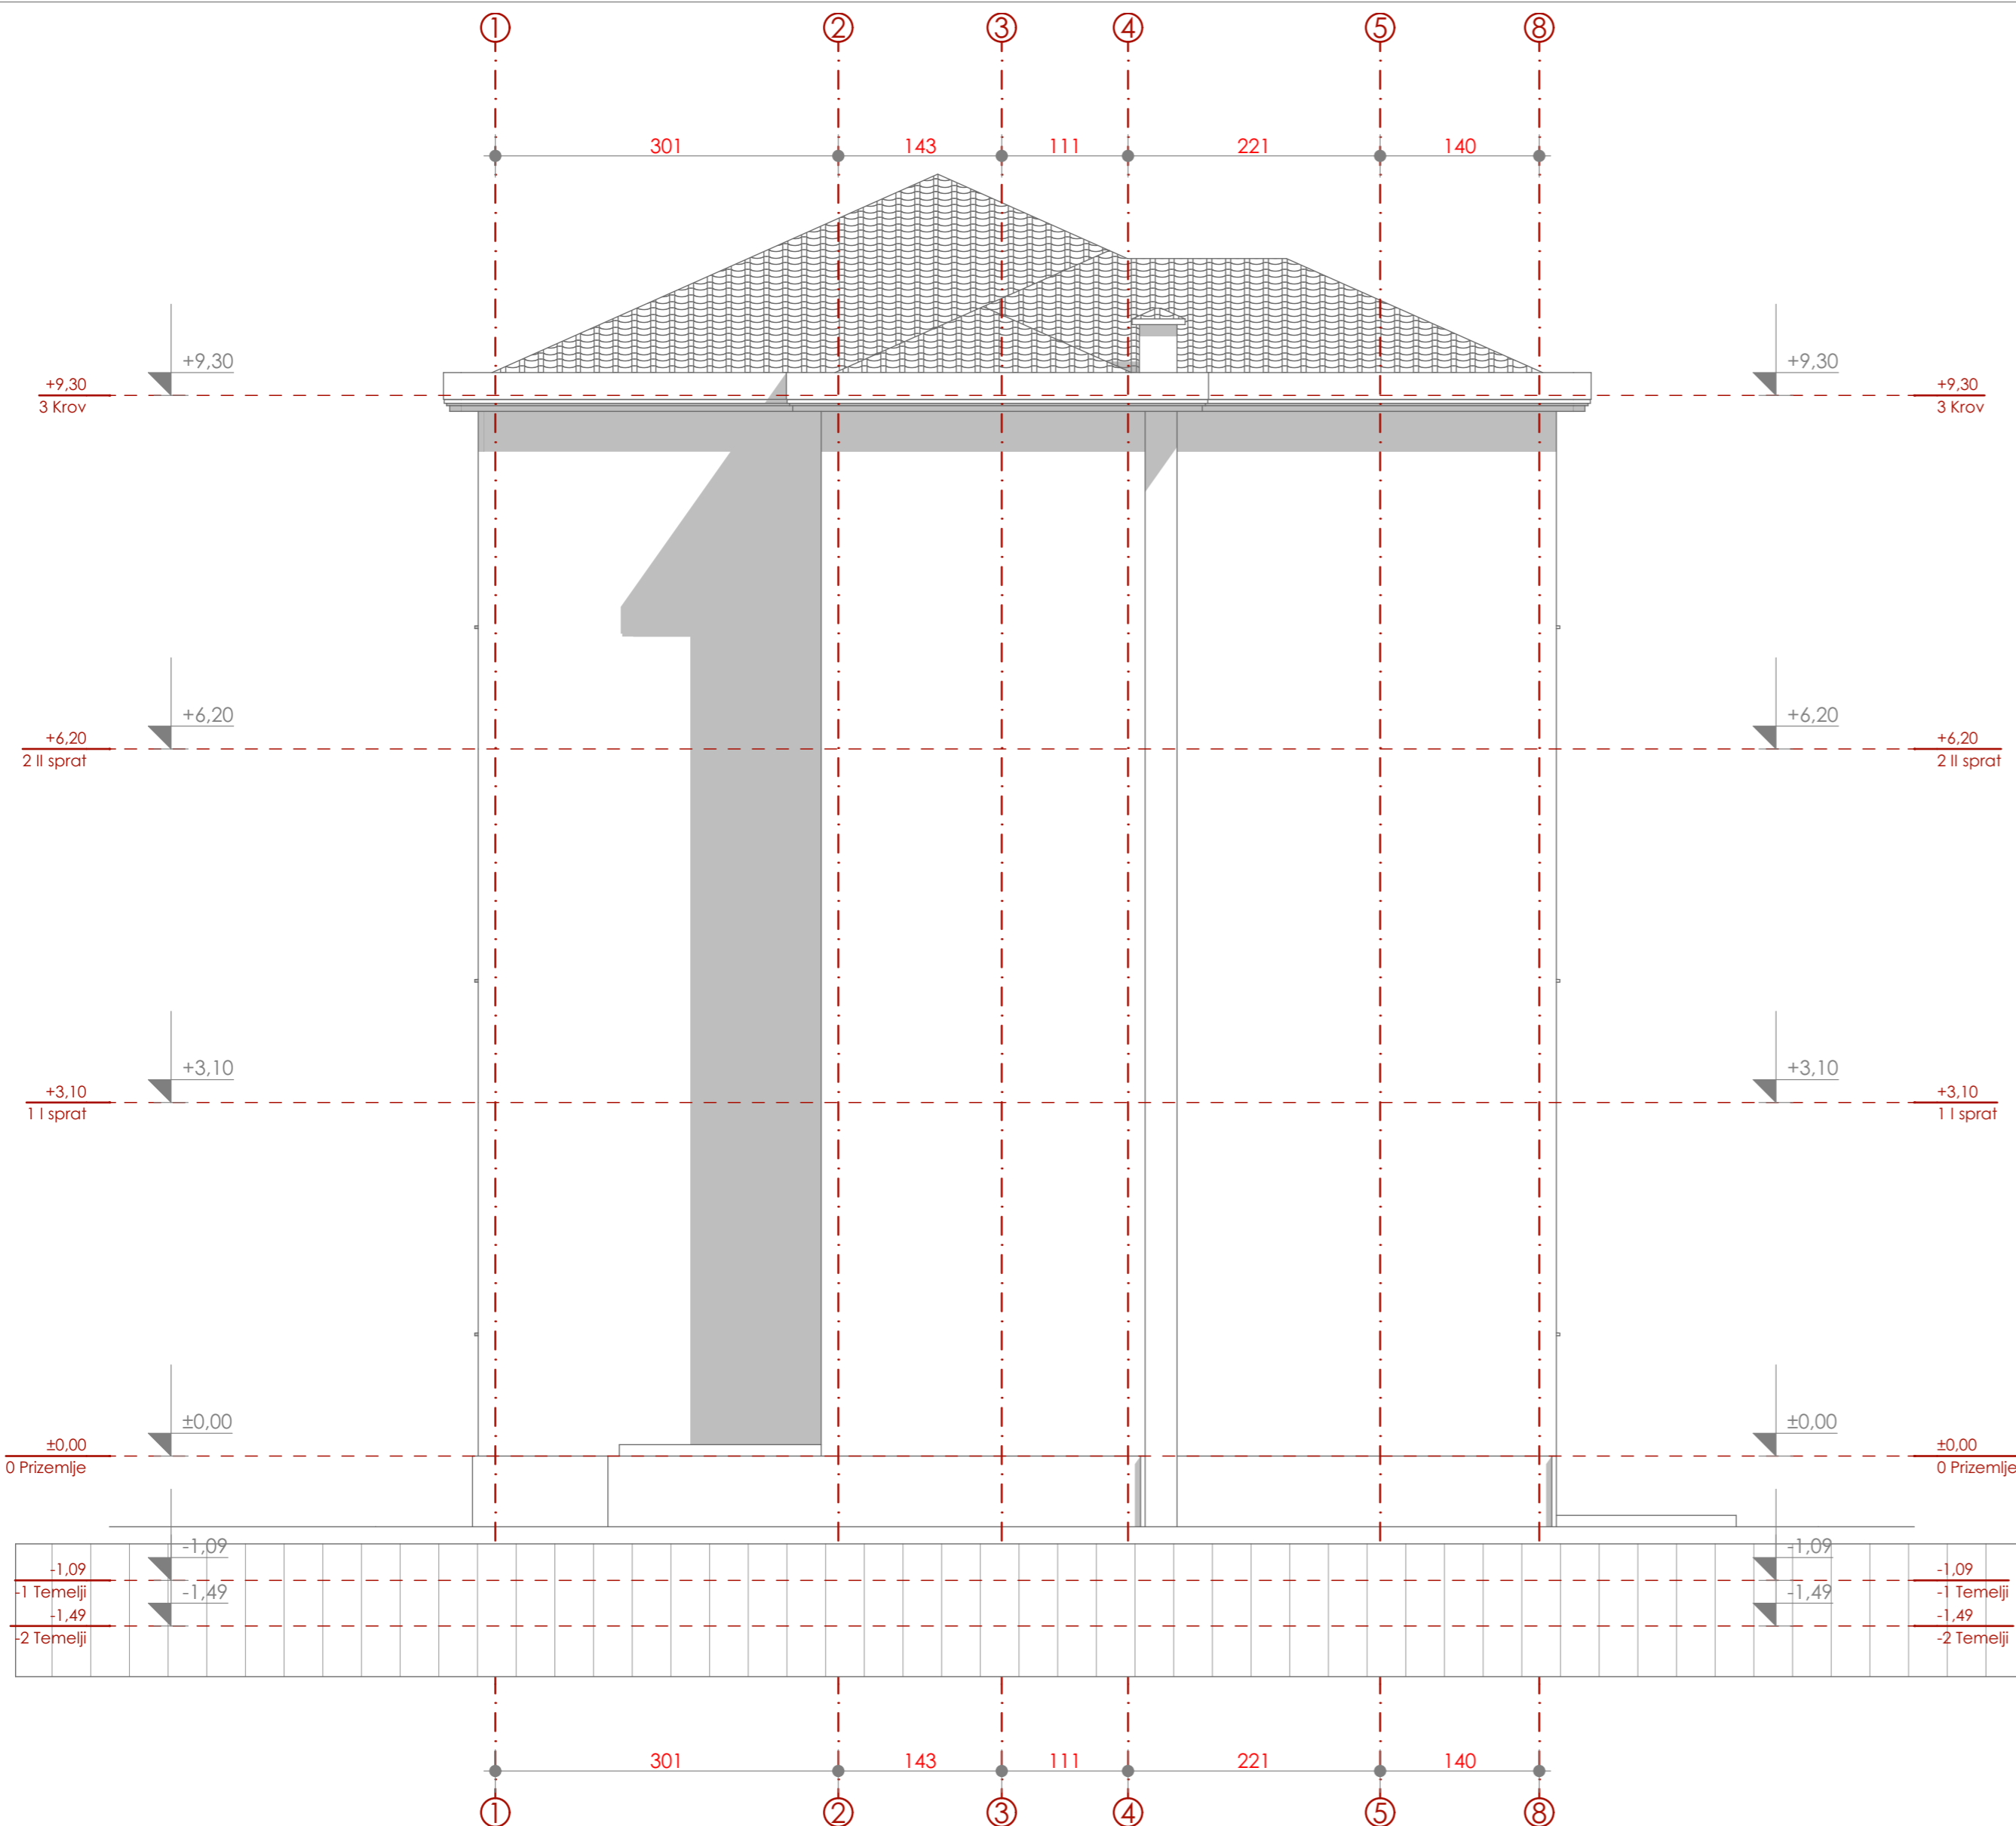 1 2 3 4 5 8
301 143 111 221 140
+9,30 +9,30
+9,30 +9,30
3 Krov 3 Krov
+6,20 +6,20
+6,20 +6,20
2 II sprat 2 II sprat
+3,10 +3,10
+3,10 +3,10
1 I sprat 1 I sprat
±0,00 ±0,00
±0,00 ±0,00
0 Prizemlje 0 Prizemlje
-1,09 -1,09
-1,09 -1,09
-1 Temelji -1,49 -1,49 -1 Temelji
-1,49 -1,49
-2 Temelji -2 Temelji
301 143 111 221 140
1 2 3 4 5 8